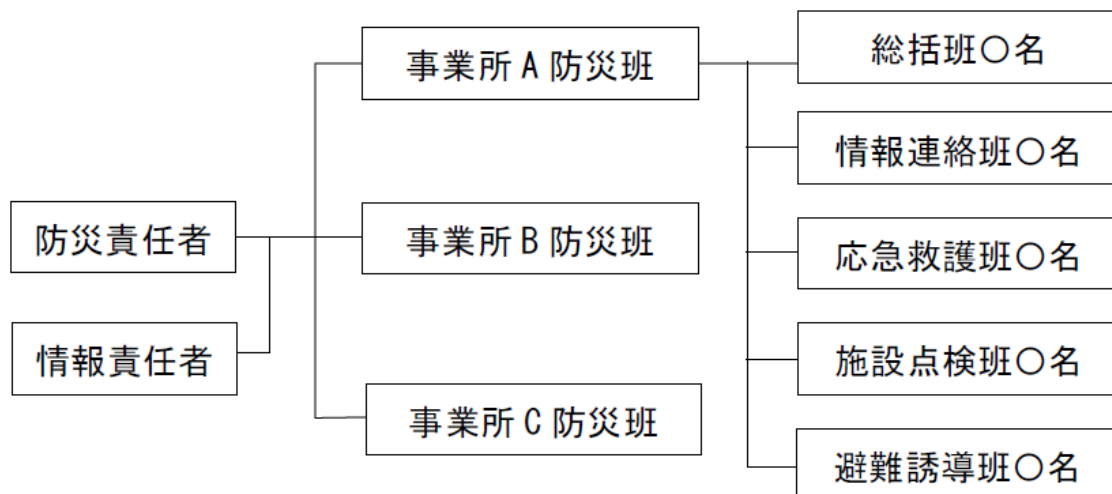 防災責任者
情報責任者
事業所A防災班
事業所B防災班
事業所C防災班
総括班〇名
情報連絡班〇名
応急救護班〇名
施設点検班〇名
避難誘導班〇名